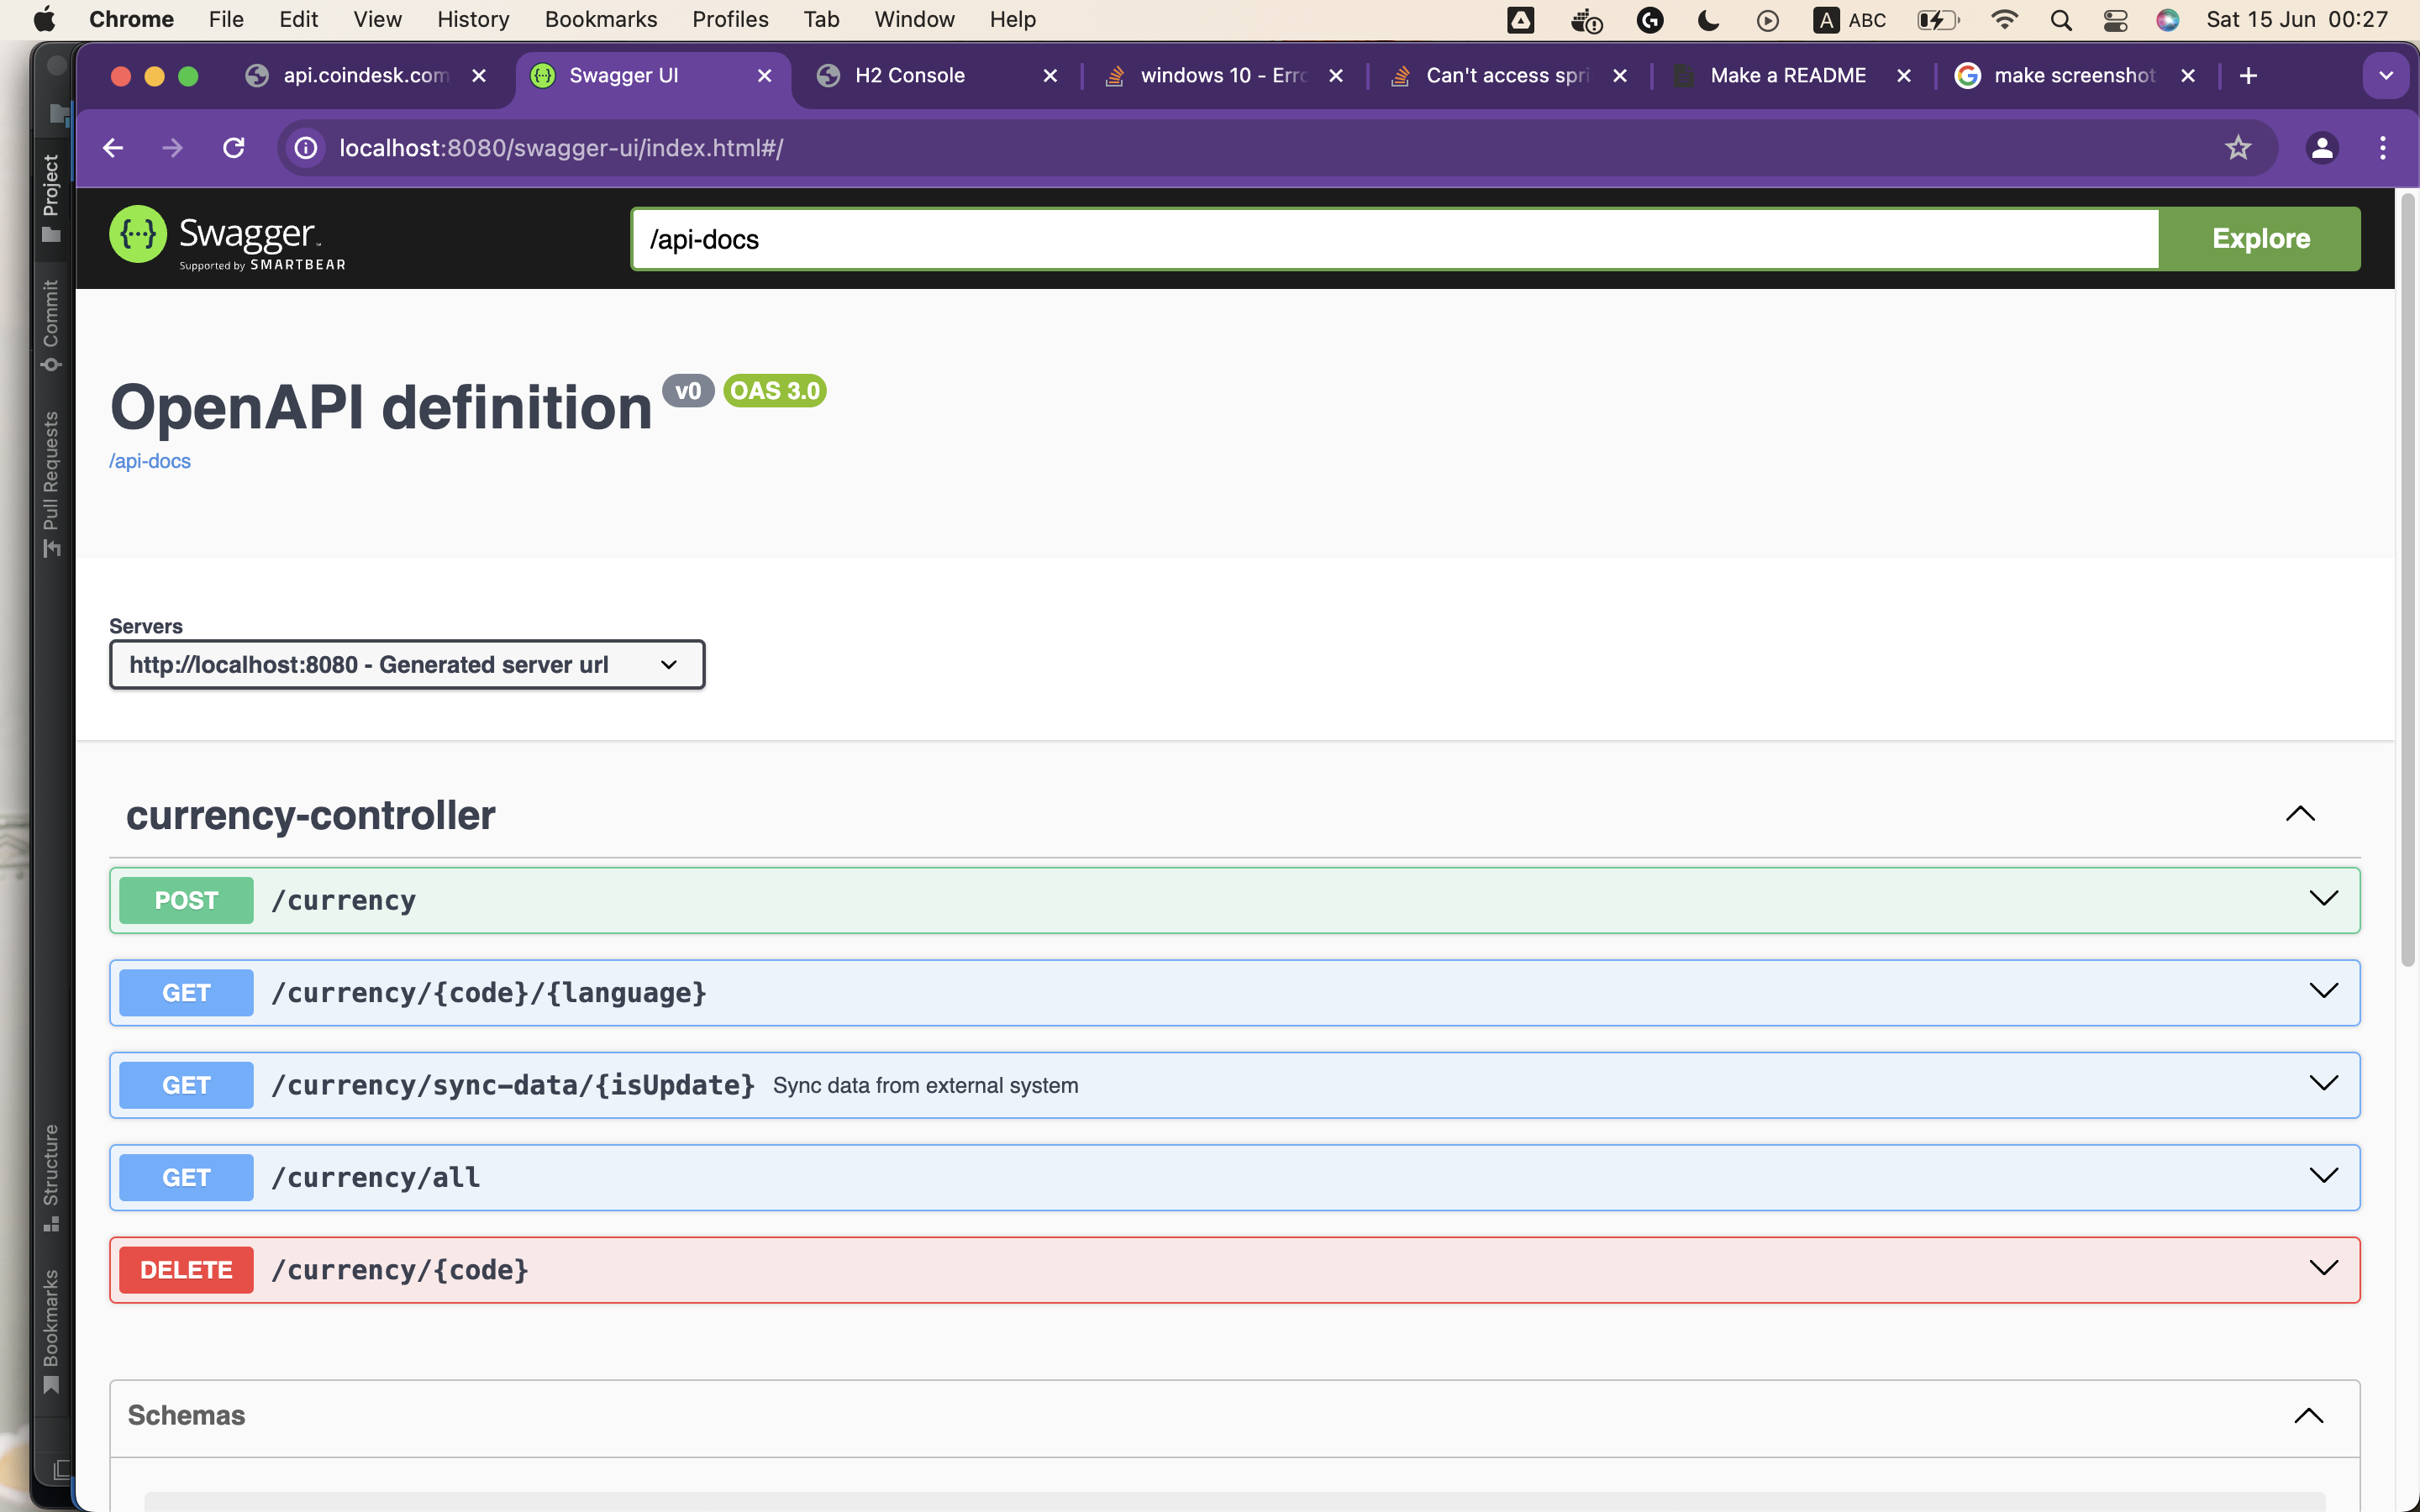 Chrome File Edit View History Bookmarks Profiles Tab Window Help A ABC Sat 15 Jun 00:27
api.coindesk.com Swagger UI H2 Console windows 10 - Erro Can't access spri Make a README make screenshot
localhost:8080/swagger-ui/index.html#/
Project
Commit
Pull Requests
Structure
Bookmarks
{···} Swagger
Supported by SMARTBEAR
/api-docs
Explore
OpenAPI definition v0 OAS 3.0
/api-docs
Servers
http://localhost:8080 - Generated server url
currency-controller
POST /currency
GET /currency/{code}/{language}
GET /currency/sync-data/{isUpdate} Sync data from external system
GET /currency/all
DELETE /currency/{code}
Schemas